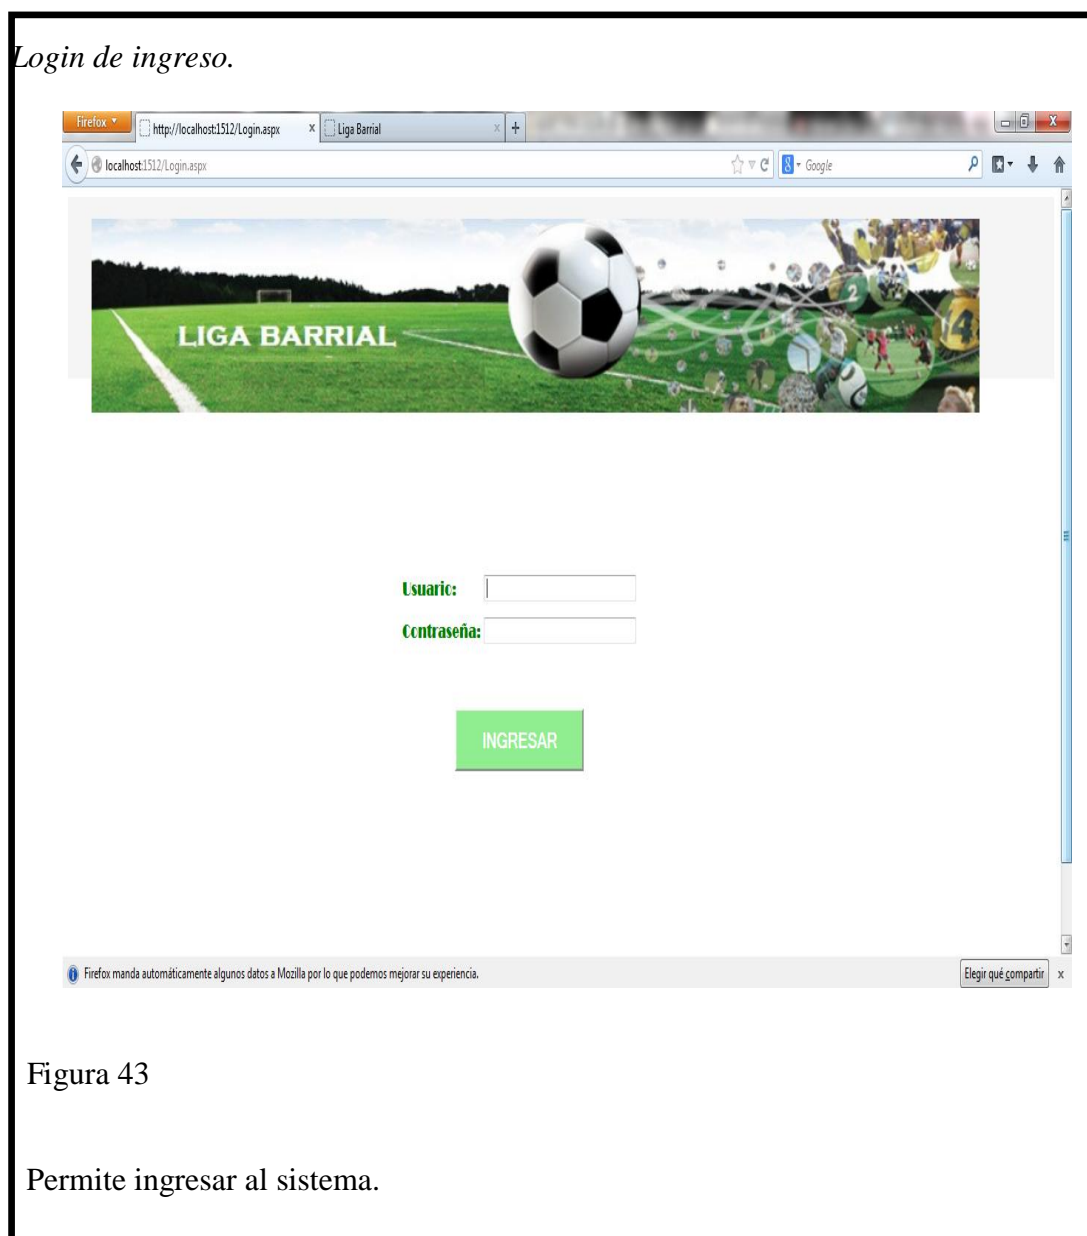 Login de ingreso.
Firefox
http://localhost:1512/Login.aspx x Liga Barrial x +
localhost:1512/Login.aspx Google
LIGA BARRIAL
2
14
Usuario:
Contraseña:
INGRESAR
Firefox manda automáticamente algunos datos a Mozilla por lo que podemos mejorar su experiencia. Elegir qué compartir x
Figura 43
Permite ingresar al sistema.